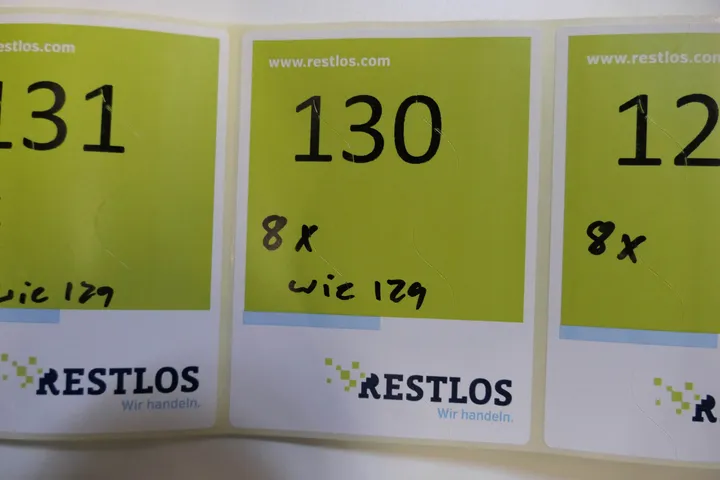 estlos.com
131
wie 129
RESTLOS
Wir handeln.
www.restlos.com
130
8x
wie 129
RESTLOS
Wir handeln.
www.restlos.com
12
8x
R